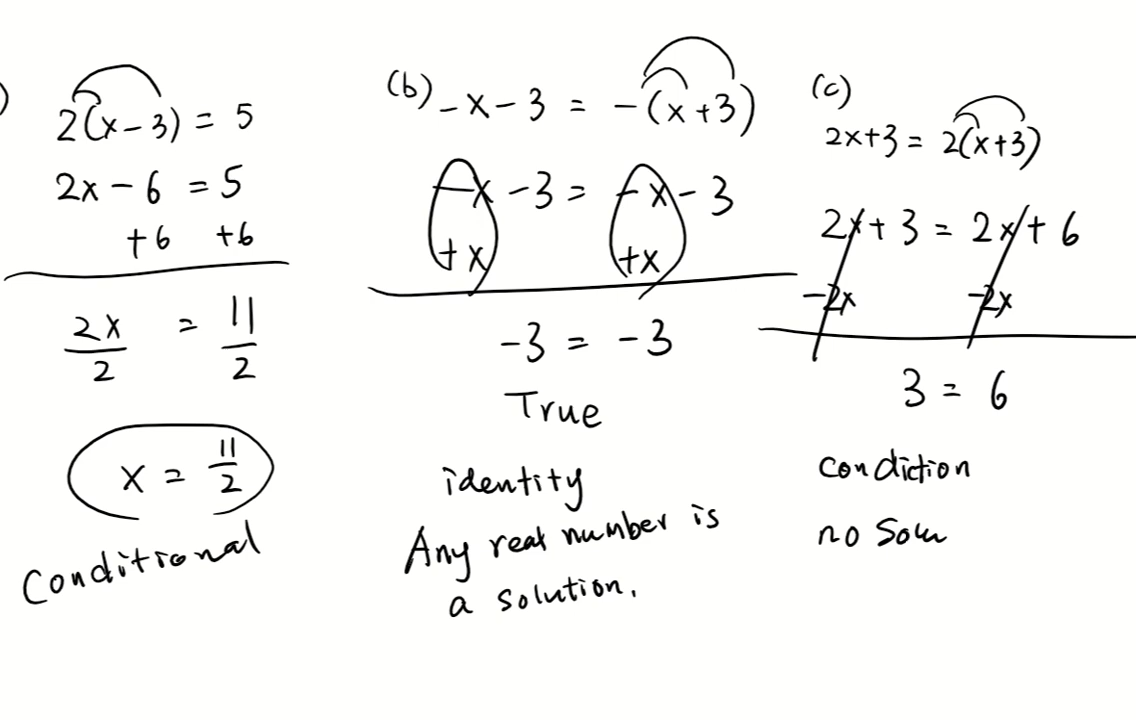 )
2(x-3) = 5
2x - 6 = 5
+6 +6
2x/2 = 11/2
x = 11/2
Conditional
(b) -x-3 = -(x+3)
-x -3 = -x - 3
+x +x
-3 = -3
True
identity
Any real number is
a solution.
(c)
2x+3 = 2(x+3)
2x+3 = 2x+6
-2x -2x
3 = 6
condiction
no Solu